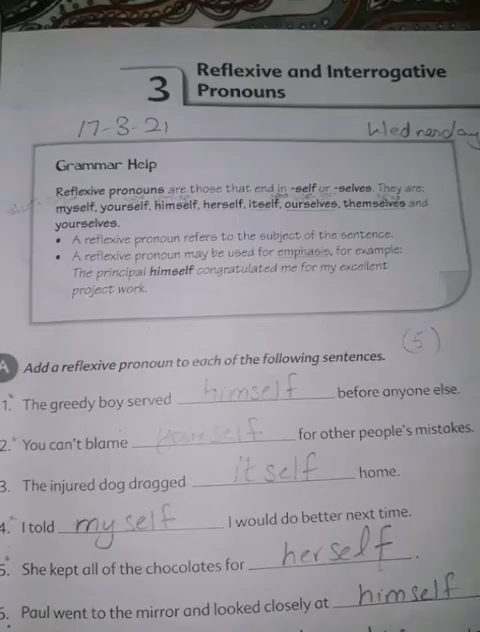 3
Reflexive and Interrogative
Pronouns
17-3-21
Wednesday
Grammar Help
Reflexive pronouns are those that end in -self or -selves. They are:
myself, yourself, himself, herself, itself, ourselves, themselves and
yourselves.
• A reflexive pronoun refers to the subject of the sentence.
• A reflexive pronoun may be used for emphasis, for example:
The principal himself congratulated me for my excellent
project work.
(5)
A Add a reflexive pronoun to each of the following sentences.
1. The greedy boy served himself before anyone else.
2. You can't blame yourself for other people's mistakes.
3. The injured dog dragged itself home.
4. I told my self I would do better next time.
5. She kept all of the chocolates for herself.
6. Paul went to the mirror and looked closely at himself